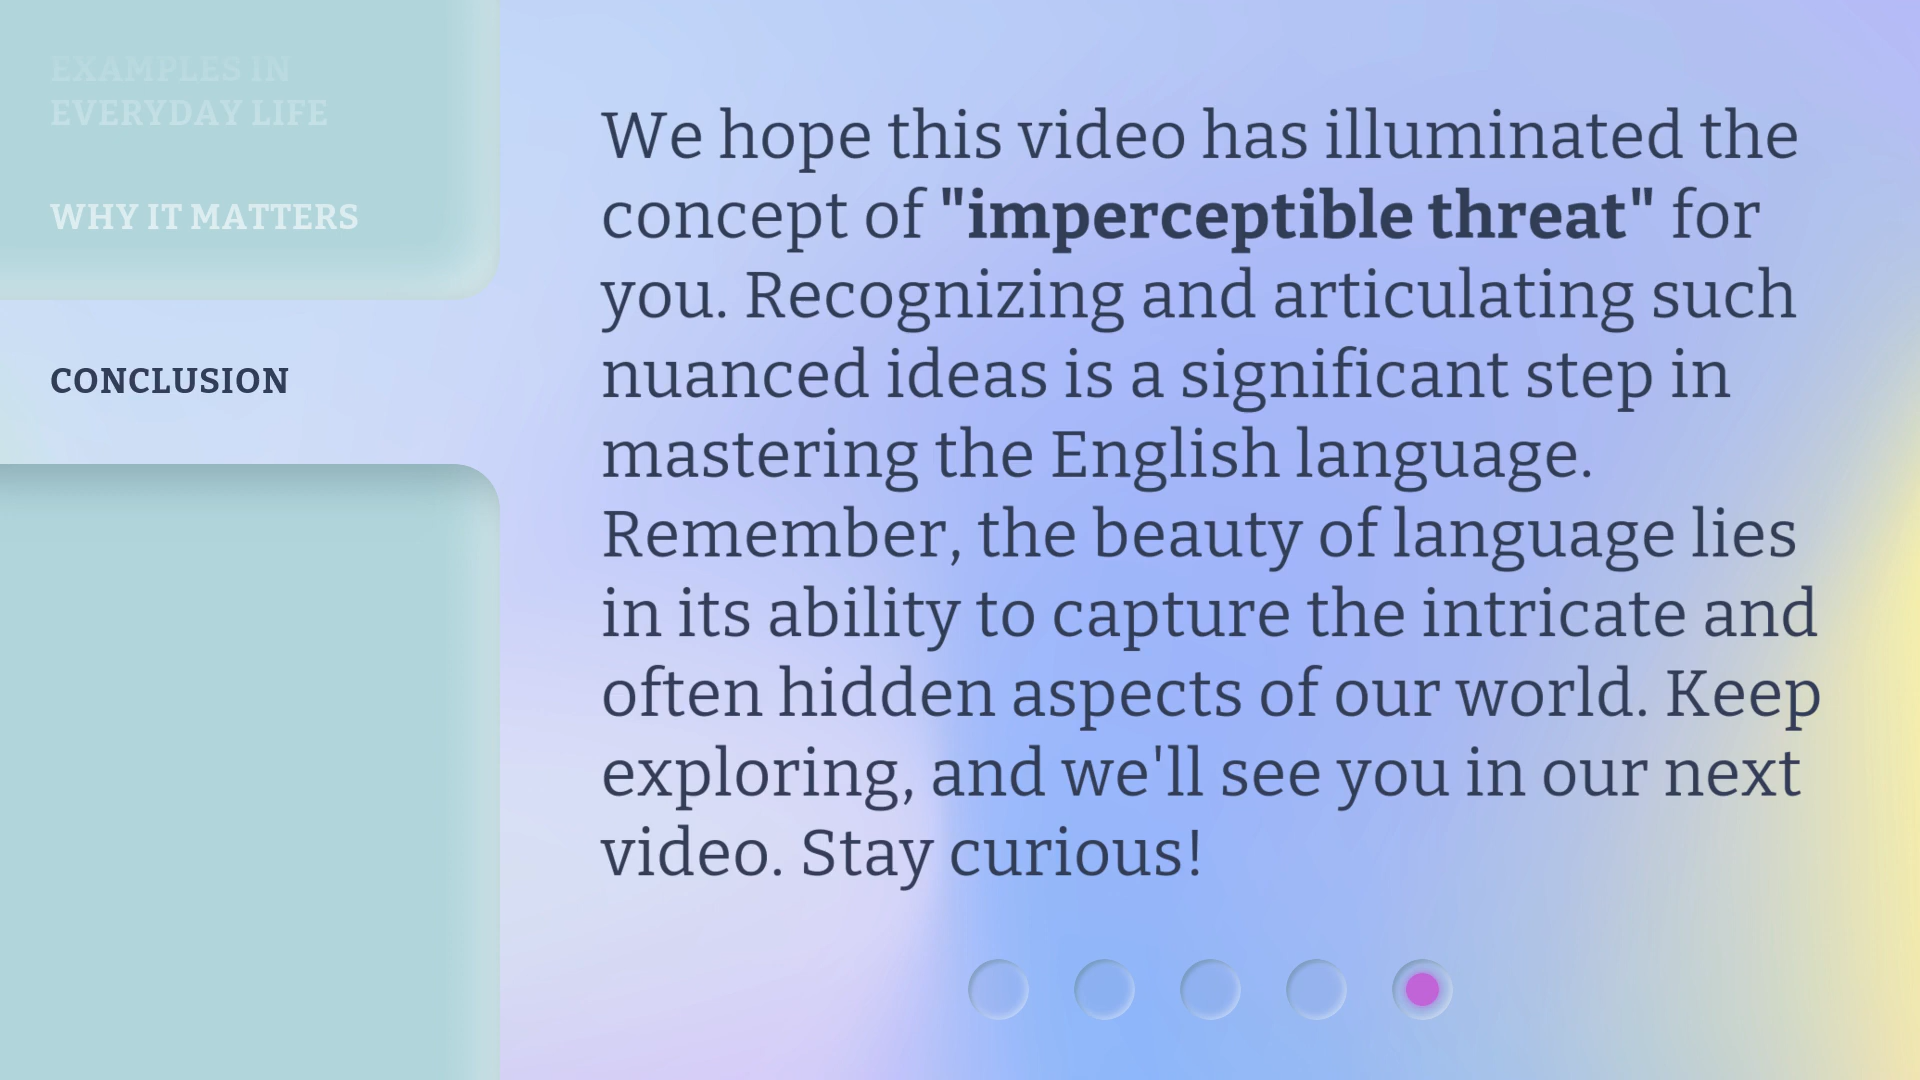 EXAMPLES IN
EVERYDAY LIFE
WHY IT MATTERS
CONCLUSION
We hope this video has illuminated the
concept of "imperceptible threat" for
you. Recognizing and articulating such
nuanced ideas is a significant step in
mastering the English language.
Remember, the beauty of language lies
in its ability to capture the intricate and
often hidden aspects of our world. Keep
exploring, and we'll see you in our next
video. Stay curious!